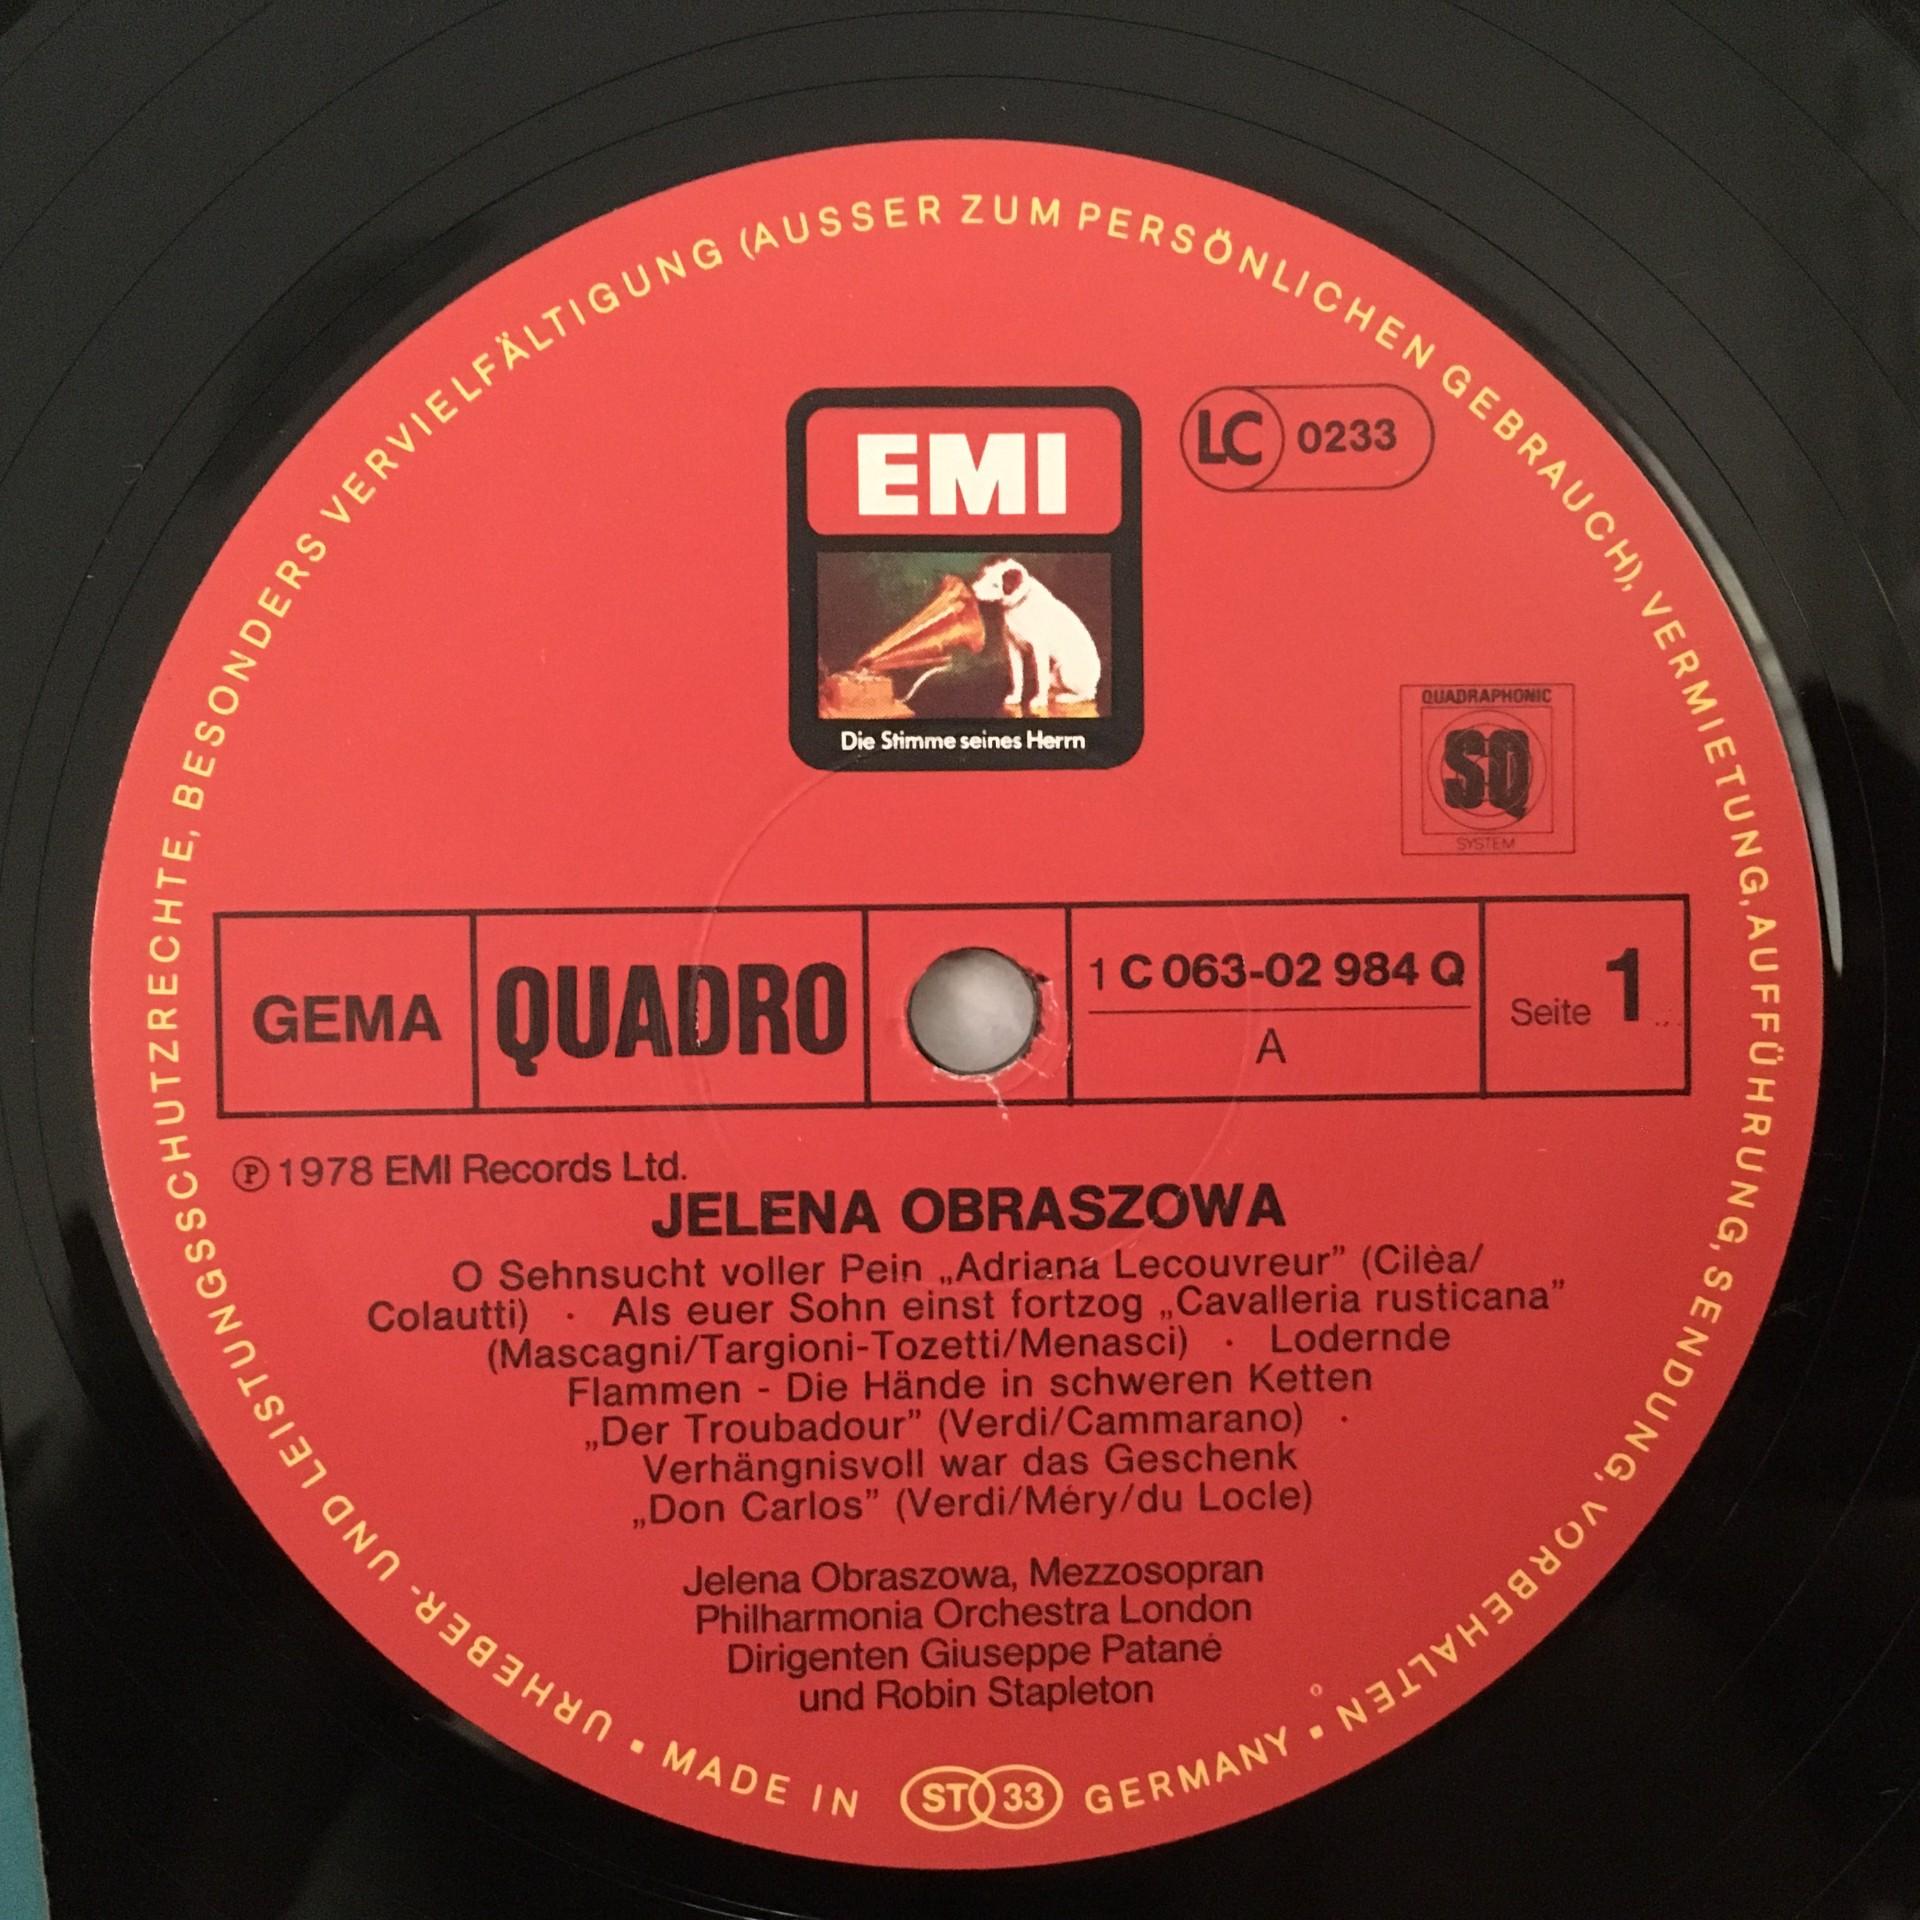 URHEBER- UND LEISTUNGSSCHUTZRECHTE, BESONDERS VERVIELFÄLTIGUNG (AUSSER ZUM PERSÖNLICHEN GEBRAUCH), VERMIETUNG, AUFFÜHRUNG, SENDUNG, VORBEHALTEN
EMI
LC 0233
Die Stimme seines Herrn
QUADRAPHONIC
SQ
SYSTEM
GEMA
QUADRO
1 C 063-02 984 Q
A
Seite 1
℗ 1978 EMI Records Ltd.
JELENA OBRASZOWA
O Sehnsucht voller Pein „Adriana Lecouvreur” (Cilèa/
Colautti) · Als euer Sohn einst fortzog „Cavalleria rusticana”
(Mascagni/Targioni-Tozetti/Menasci) · Lodernde
Flammen - Die Hände in schweren Ketten
„Der Troubadour” (Verdi/Cammarano) ·
Verhängnisvoll war das Geschenk
„Don Carlos” (Verdi/Méry/du Locle)
Jelena Obraszowa, Mezzosopran
Philharmonia Orchestra London
Dirigenten Giuseppe Patané
und Robin Stapleton
▪ MADE IN ST 33 GERMANY ▪